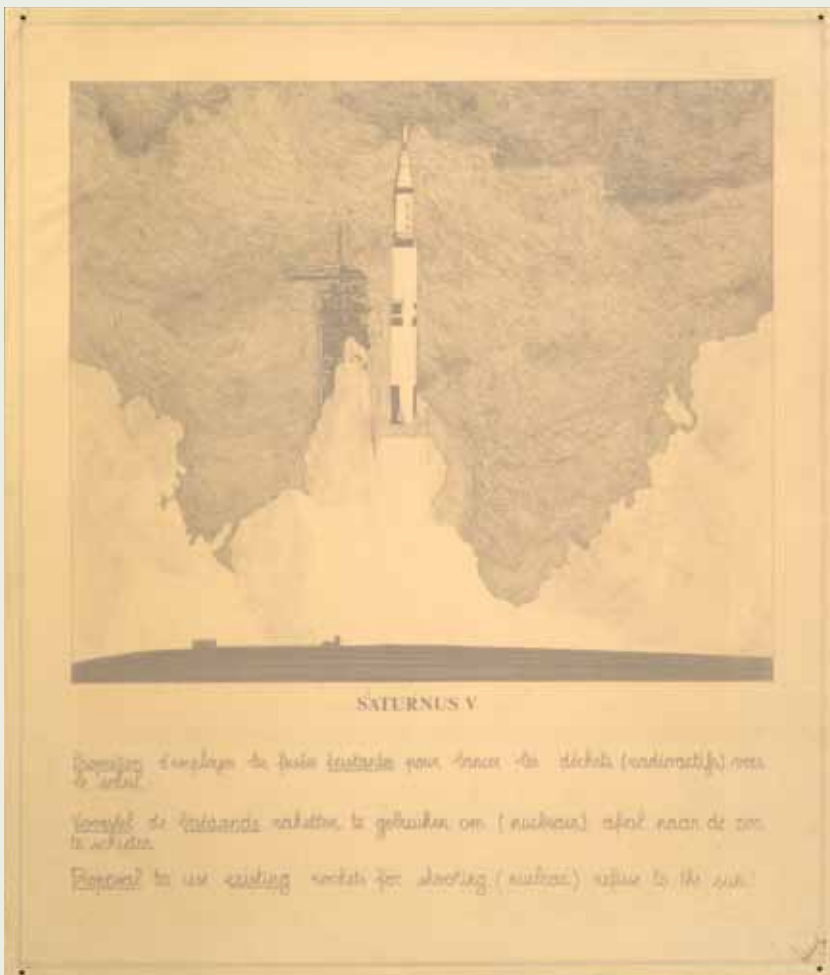 SATURNUS V
Proposition d'employer des fusées existantes pour lancer les déchets (radioactifs) vers
le soleil.
Voorstel de bestaande raketten te gebruiken om (nucleair) afval naar de zon
te schieten
Proposal to use existing rockets for shooting (nuclear) refuse to the sun.